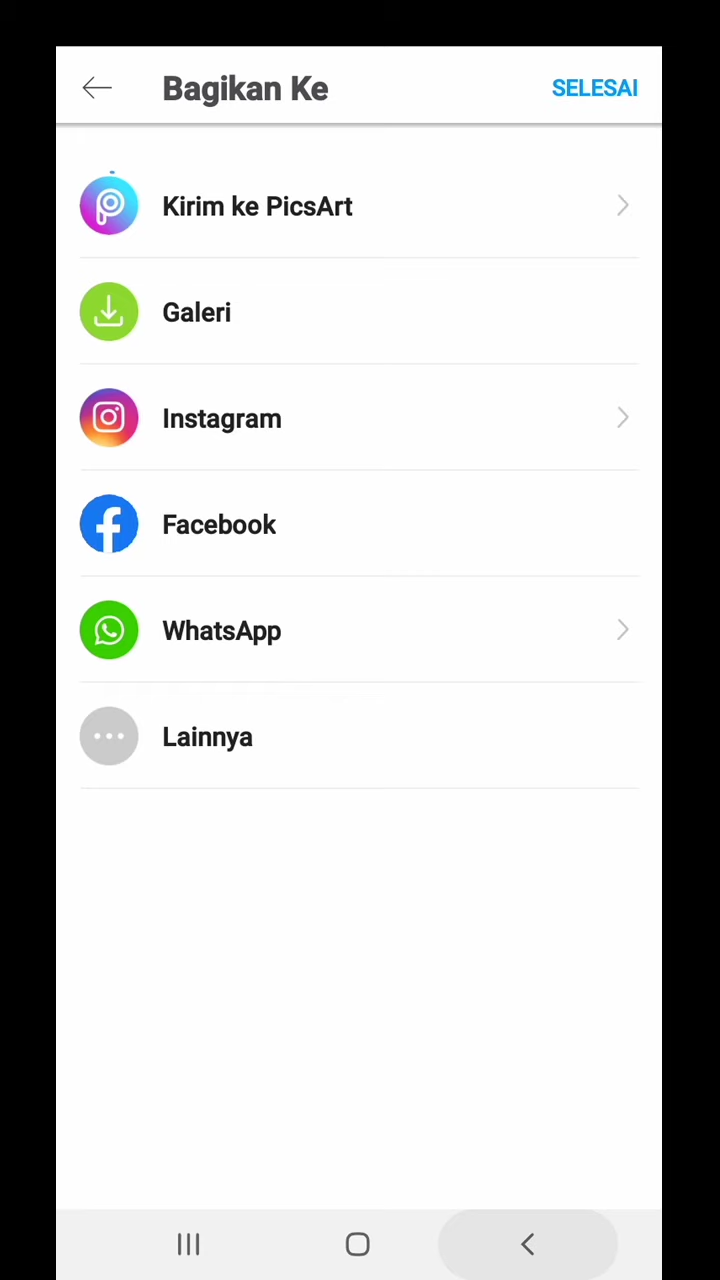 Bagikan Ke
SELESAI
Kirim ke PicsArt
Galeri
Instagram
Facebook
WhatsApp
Lainnya